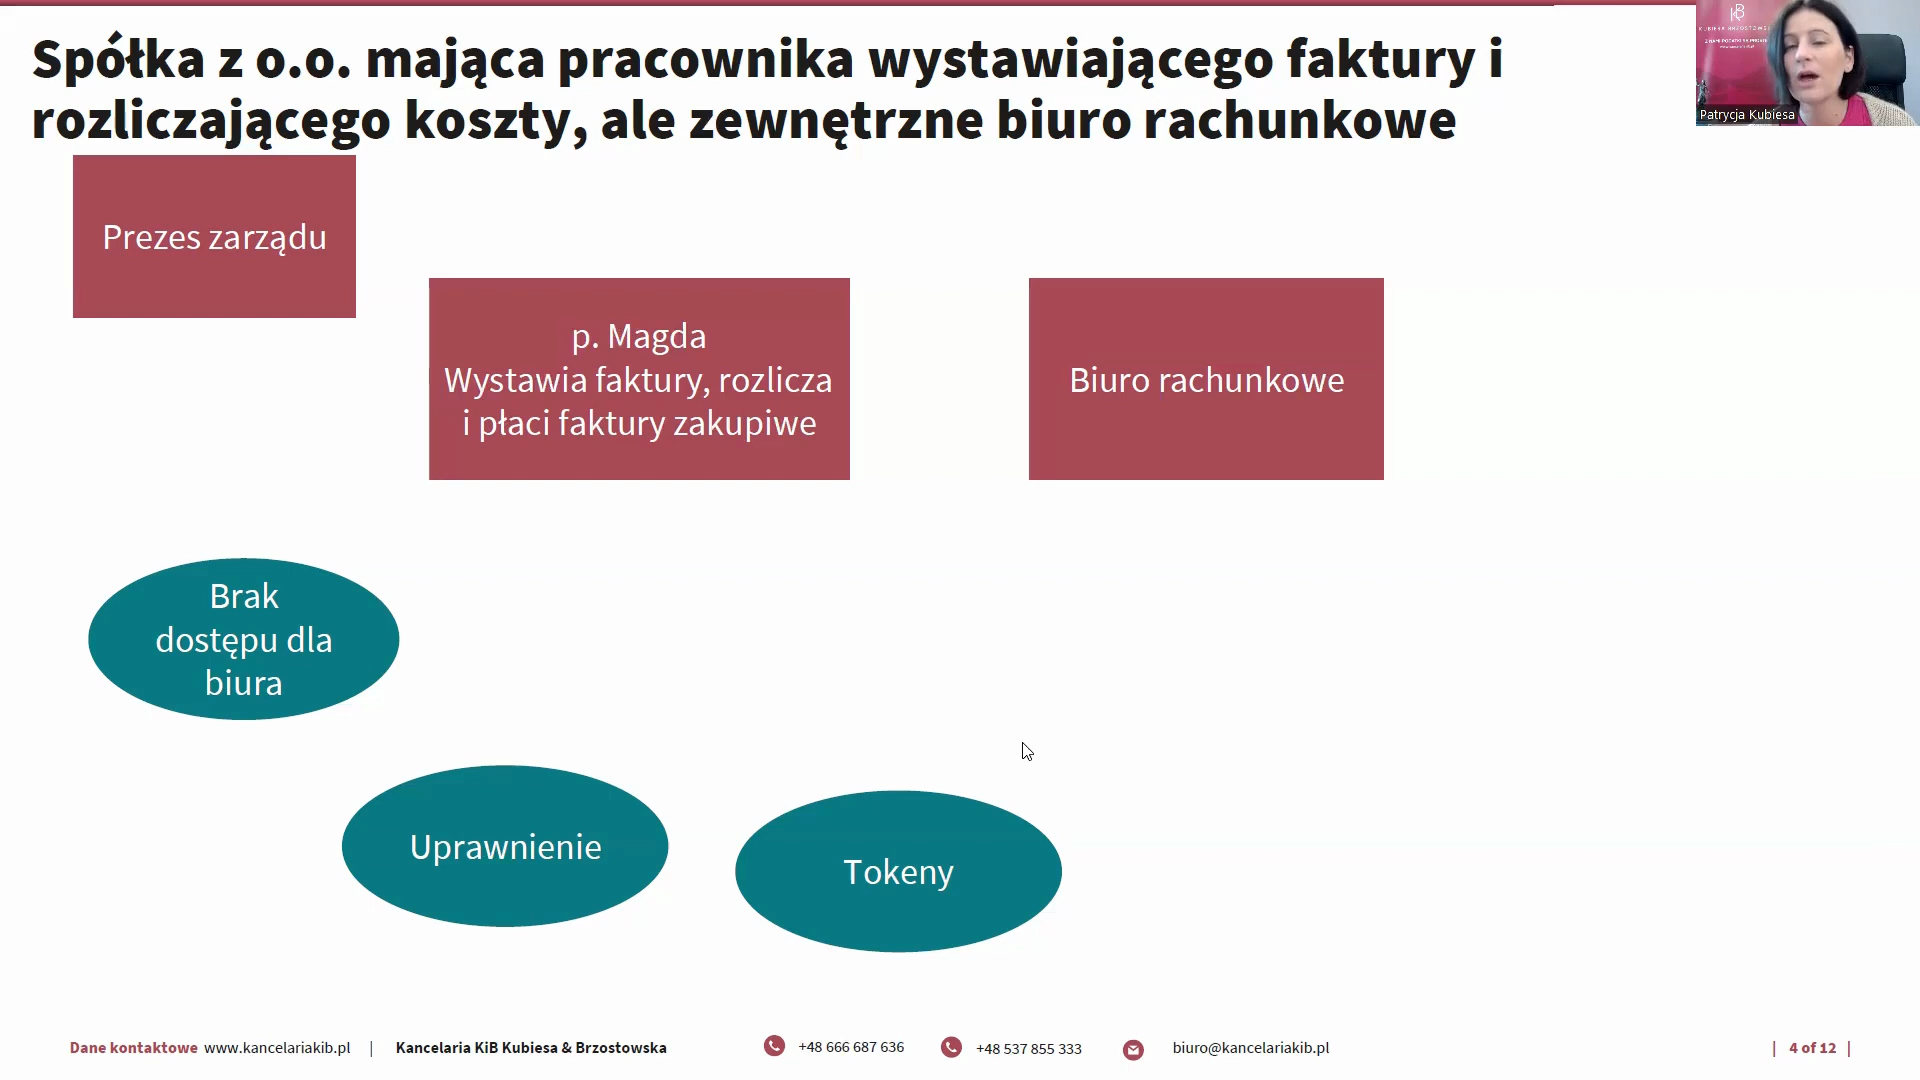 Spółka z o.o. mająca pracownika wystawiającego faktury i
rozliczającego koszty, ale zewnętrzne biuro rachunkowe
Patrycja Kubiesa
Prezes zarządu
p. Magda
Wystawia faktury, rozlicza
i płaci faktury zakupiwe
Biuro rachunkowe
Brak
dostępu dla
biura
Uprawnienie
Tokeny
Dane kontaktowe www.kancelariakib.pl | Kancelaria KiB Kubiesa & Brzostowska +48 666 687 636 +48 537 855 333 biuro@kancelariakib.pl | 4 of 12 |